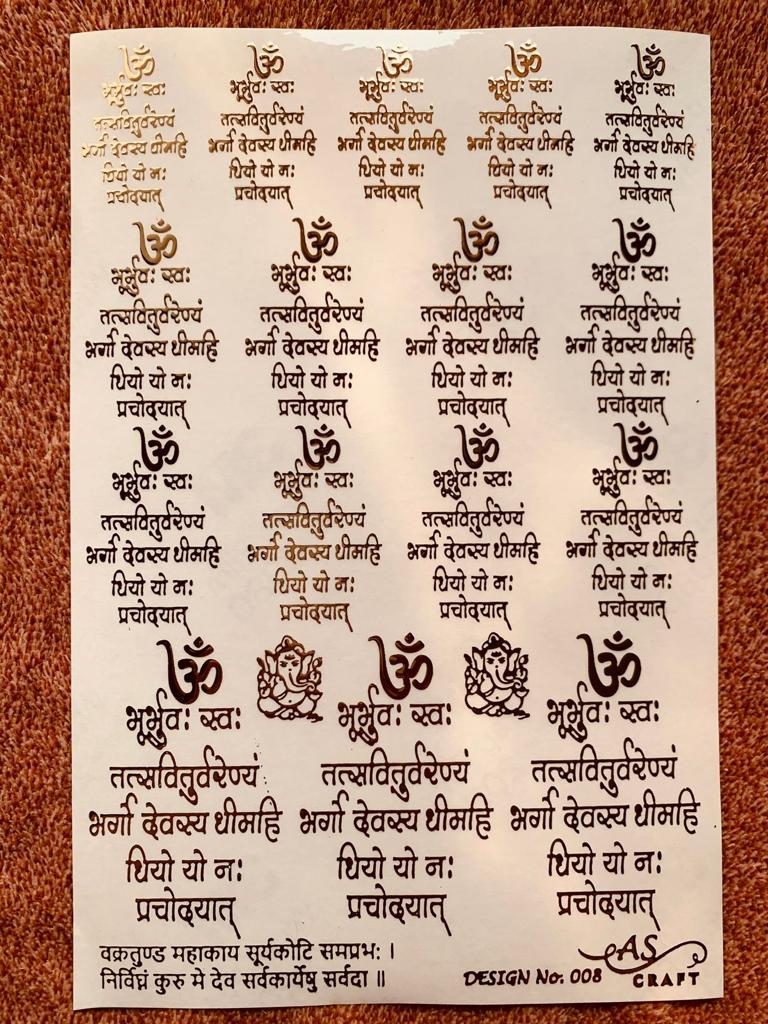 ॐ
भूर्भुवः स्वः
तत्सवितुर्वरेण्यं
भर्गो देवस्य धीमहि
धियो यो नः
प्रचोदयात्
ॐ
भूर्भुवः स्वः
तत्सवितुर्वरेण्यं
भर्गो देवस्य धीमहि
धियो यो नः
प्रचोदयात्
ॐ
भूर्भुवः स्वः
तत्सवितुर्वरेण्यं
भर्गो देवस्य धीमहि
धियो यो नः
प्रचोदयात्
ॐ
भूर्भुवः स्वः
तत्सवितुर्वरेण्यं
भर्गो देवस्य धीमहि
धियो यो नः
प्रचोदयात्
ॐ
भूर्भुवः स्वः
तत्सवितुर्वरेण्यं
भर्गो देवस्य धीमहि
धियो यो नः
प्रचोदयात्
ॐ
भूर्भुवः स्वः
तत्सवितुर्वरेण्यं
भर्गो देवस्य धीमहि
धियो यो नः
प्रचोदयात्
ॐ
भूर्भुवः स्वः
तत्सवितुर्वरेण्यं
भर्गो देवस्य धीमहि
धियो यो नः
प्रचोदयात्
ॐ
भूर्भुवः स्वः
तत्सवितुर्वरेण्यं
भर्गो देवस्य धीमहि
धियो यो नः
प्रचोदयात्
ॐ
भूर्भुवः स्वः
तत्सवितुर्वरेण्यं
भर्गो देवस्य धीमहि
धियो यो नः
प्रचोदयात्
ॐ
भूर्भुवः स्वः
तत्सवितुर्वरेण्यं
भर्गो देवस्य धीमहि
धियो यो नः
प्रचोदयात्
ॐ
भूर्भुवः स्वः
तत्सवितुर्वरेण्यं
भर्गो देवस्य धीमहि
धियो यो नः
प्रचोदयात्
ॐ
भूर्भुवः स्वः
तत्सवितुर्वरेण्यं
भर्गो देवस्य धीमहि
धियो यो नः
प्रचोदयात्
ॐ
भूर्भुवः स्वः
तत्सवितुर्वरेण्यं
भर्गो देवस्य धीमहि
धियो यो नः
प्रचोदयात्
ॐ
भूर्भुवः स्वः
तत्सवितुर्वरेण्यं
भर्गो देवस्य धीमहि
धियो यो नः
प्रचोदयात्
ॐ
भूर्भुवः स्वः
तत्सवितुर्वरेण्यं
भर्गो देवस्य धीमहि
धियो यो नः
प्रचोदयात्
ॐ
भूर्भुवः स्वः
तत्सवितुर्वरेण्यं
भर्गो देवस्य धीमहि
धियो यो नः
प्रचोदयात्
वक्रतुण्ड महाकाय सूर्यकोटि समप्रभः ।
निर्विघ्नं कुरु मे देव सर्वकार्येषु सर्वदा ॥
DESIGN No. 008
AS
CRAFT